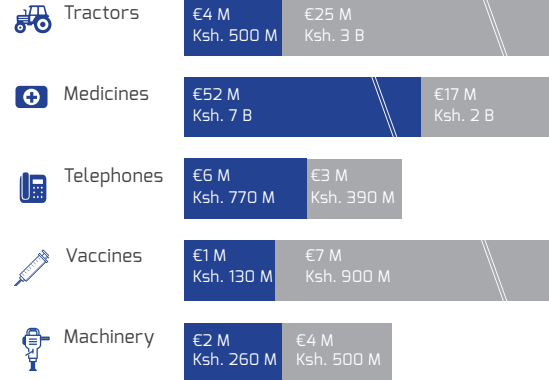 Tractors
€4 M
Ksh. 500 M
€25 M
Ksh. 3 B
Medicines
€52 M
Ksh. 7 B
€17 M
Ksh. 2 B
Telephones
€6 M
Ksh. 770 M
€3 M
Ksh. 390 M
Vaccines
€1 M
Ksh. 130 M
€7 M
Ksh. 900 M
Machinery
€2 M
Ksh. 260 M
€4 M
Ksh. 500 M